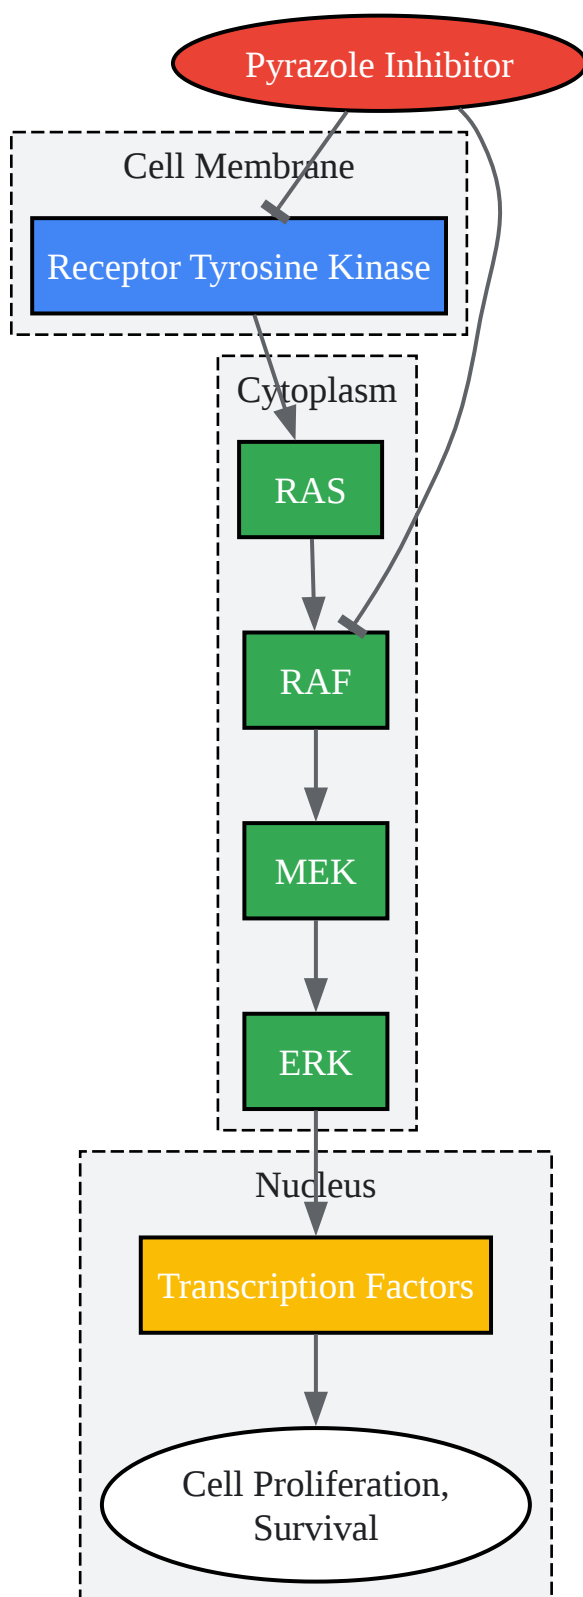 Pyrazole Inhibitor
Cell Membrane
Receptor Tyrosine Kinase
Cytoplasm
RAS
RAF
MEK
ERK
Nucleus
Transcription Factors
Cell Proliferation,
Survival